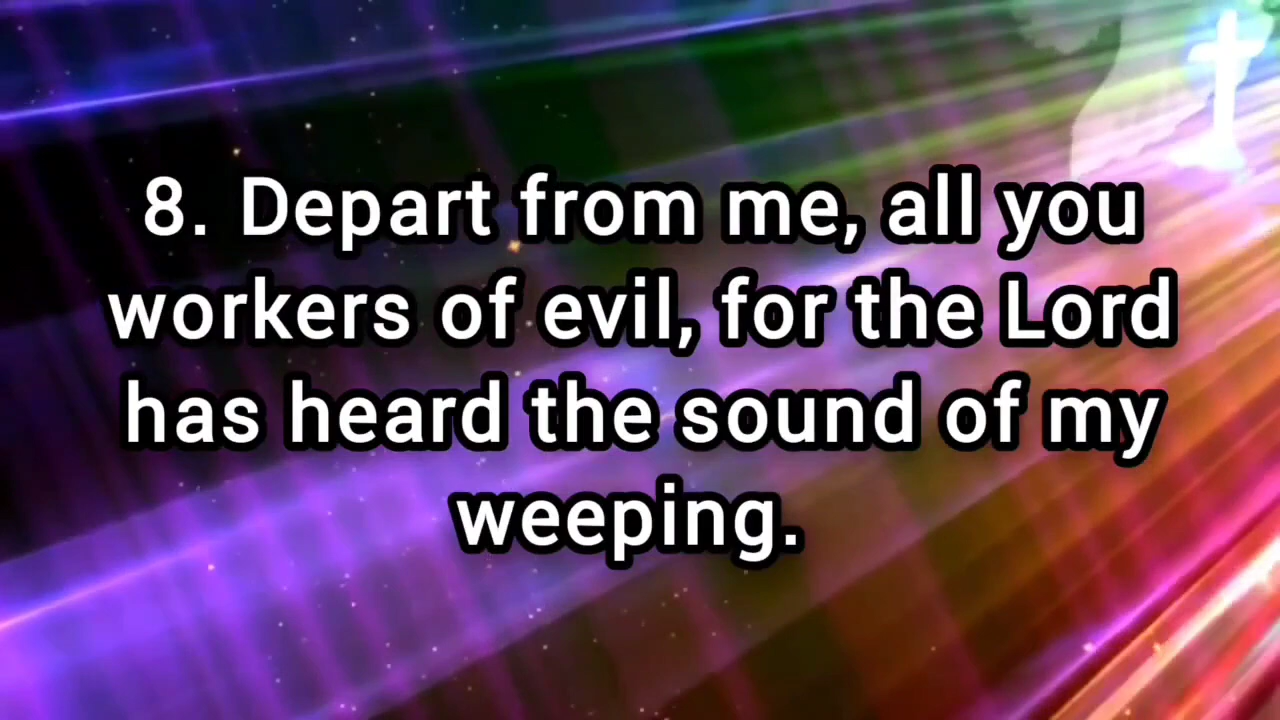 8. Depart from me, all you
workers of evil, for the Lord
has heard the sound of my
weeping.